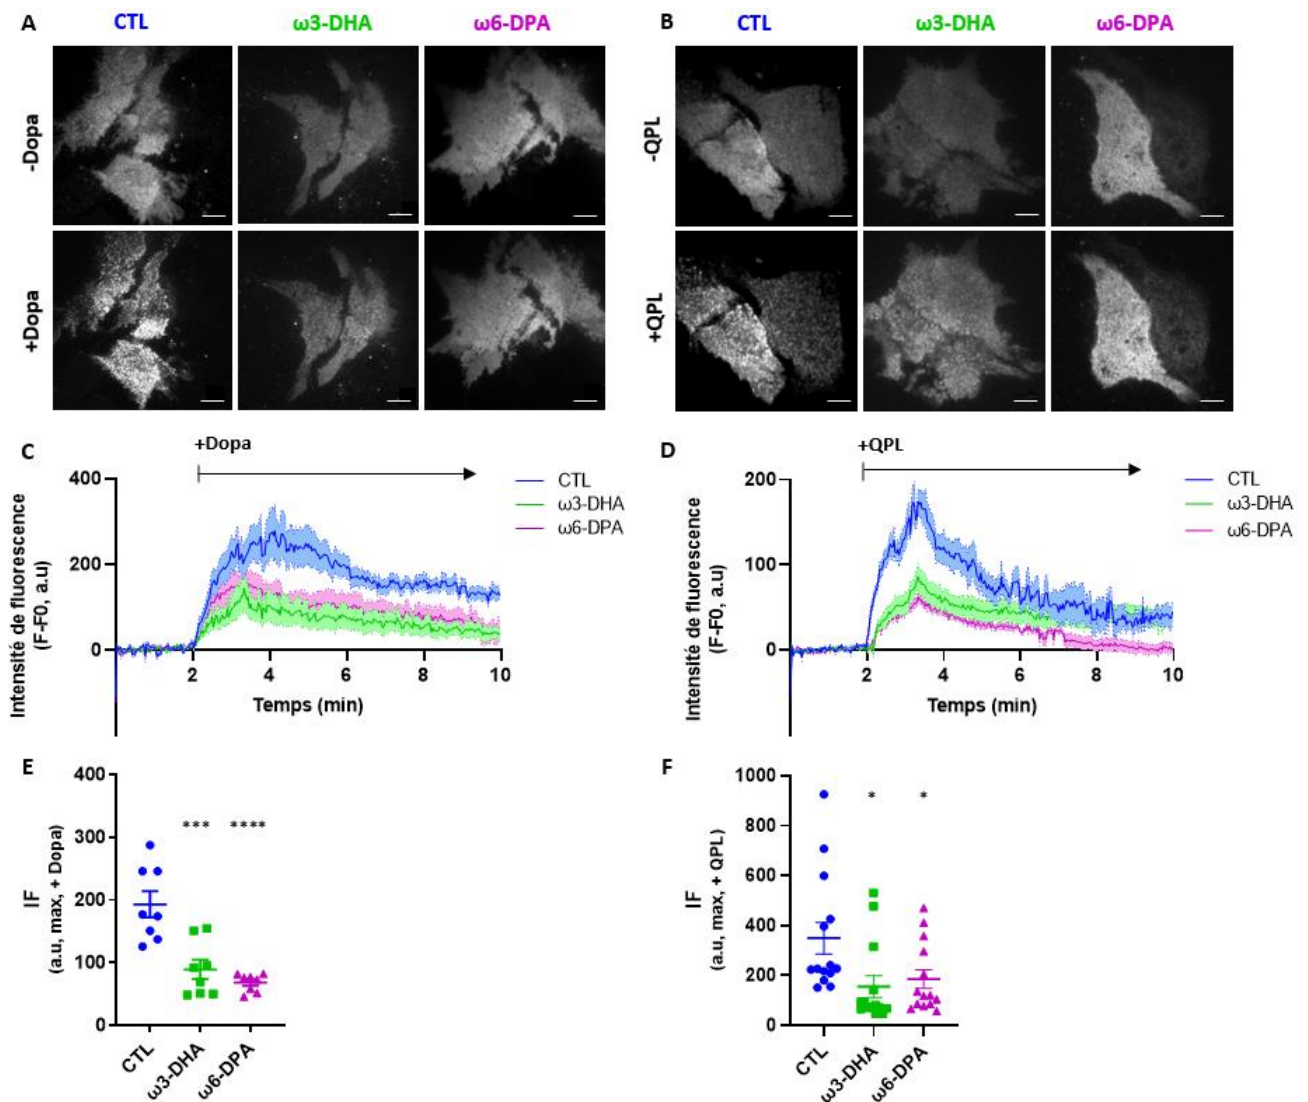 A
CTL
ω3-DHA
ω6-DPA
-Dopa
+Dopa
B
CTL
ω3-DHA
ω6-DPA
-QPL
+QPL
C
+Dopa
Intensité de fluorescence
(F-F0, a.u)
400
200
0
2
4
6
8
10
Temps (min)
CTL
ω3-DHA
ω6-DPA
D
+QPL
Intensité de fluorescence
(F-F0, a.u)
200
100
0
2
4
6
8
10
Temps (min)
CTL
ω3-DHA
ω6-DPA
E
IF
(a.u, max, + Dopa)
400
300
200
100
0
***
****
CTL
ω3-DHA
ω6-DPA
F
IF
(a.u, max, + QPL)
1000
800
600
400
200
0
*
*
CTL
ω3-DHA
ω6-DPA